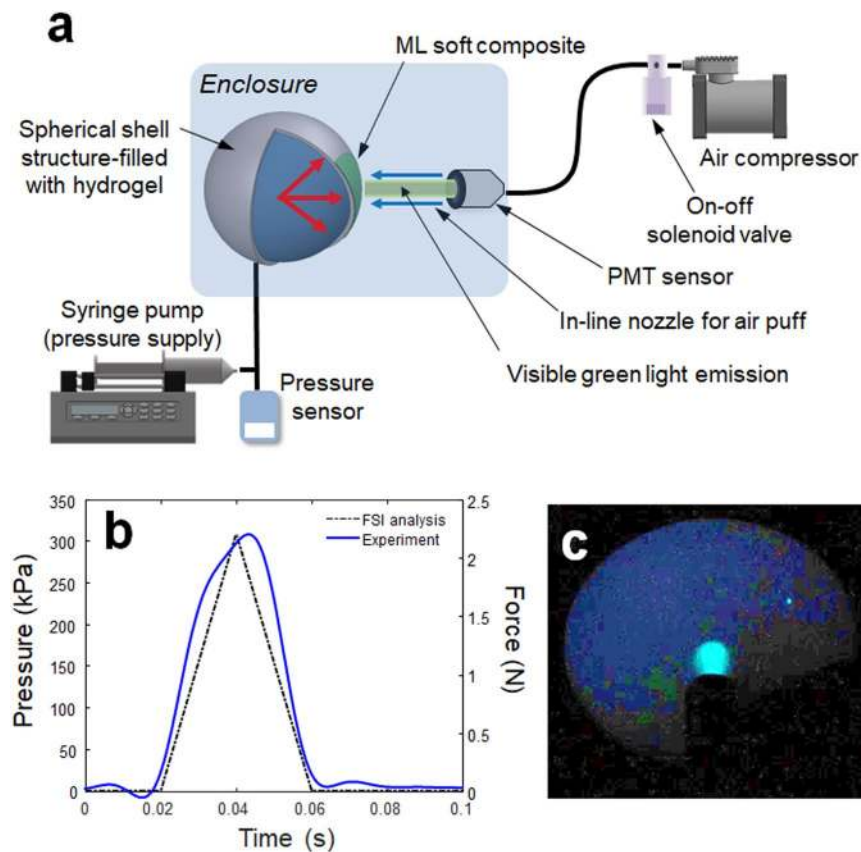 a
ML soft composite
Enclosure
Spherical shell
structure-filled
with hydrogel
Air compressor
On-off
solenoid valve
PMT sensor
In-line nozzle for air puff
Visible green light emission
Syringe pump
(pressure supply)
Pressure
sensor
b
FSI analysis
Experiment
Pressure (kPa)
350
300
250
200
150
100
50
0
Force (N)
2.5
2
1.5
1
0.5
0
0
0.02
0.04
0.06
0.08
0.1
Time (s)
c